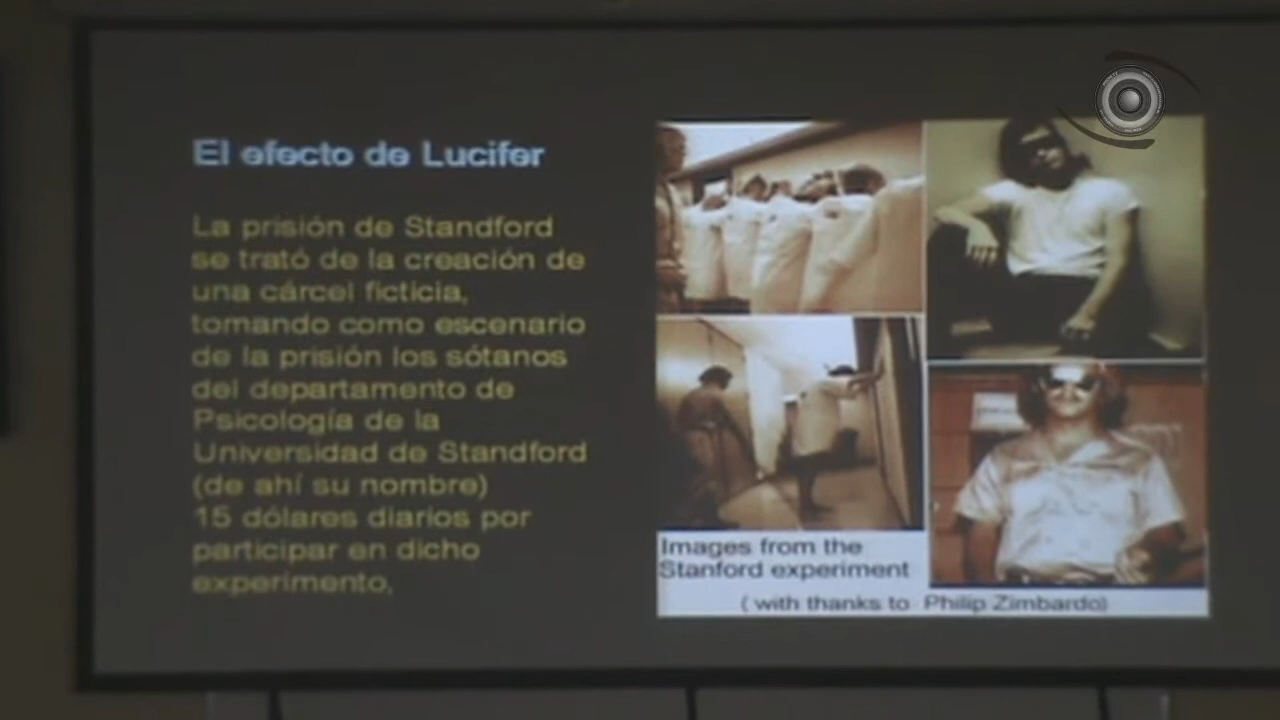 El efecto de Lucifer
La prisión de Standford
se trató de la creación de
una cárcel ficticia,
tomando como escenario
de la prisión los sótanos
del departamento de
Psicología de la
Universidad de Standford
(de ahí su nombre)
15 dólares diarios por
participar en dicho
experimento.
Images from the
Stanford experiment
( with thanks to Philip Zimbardo)